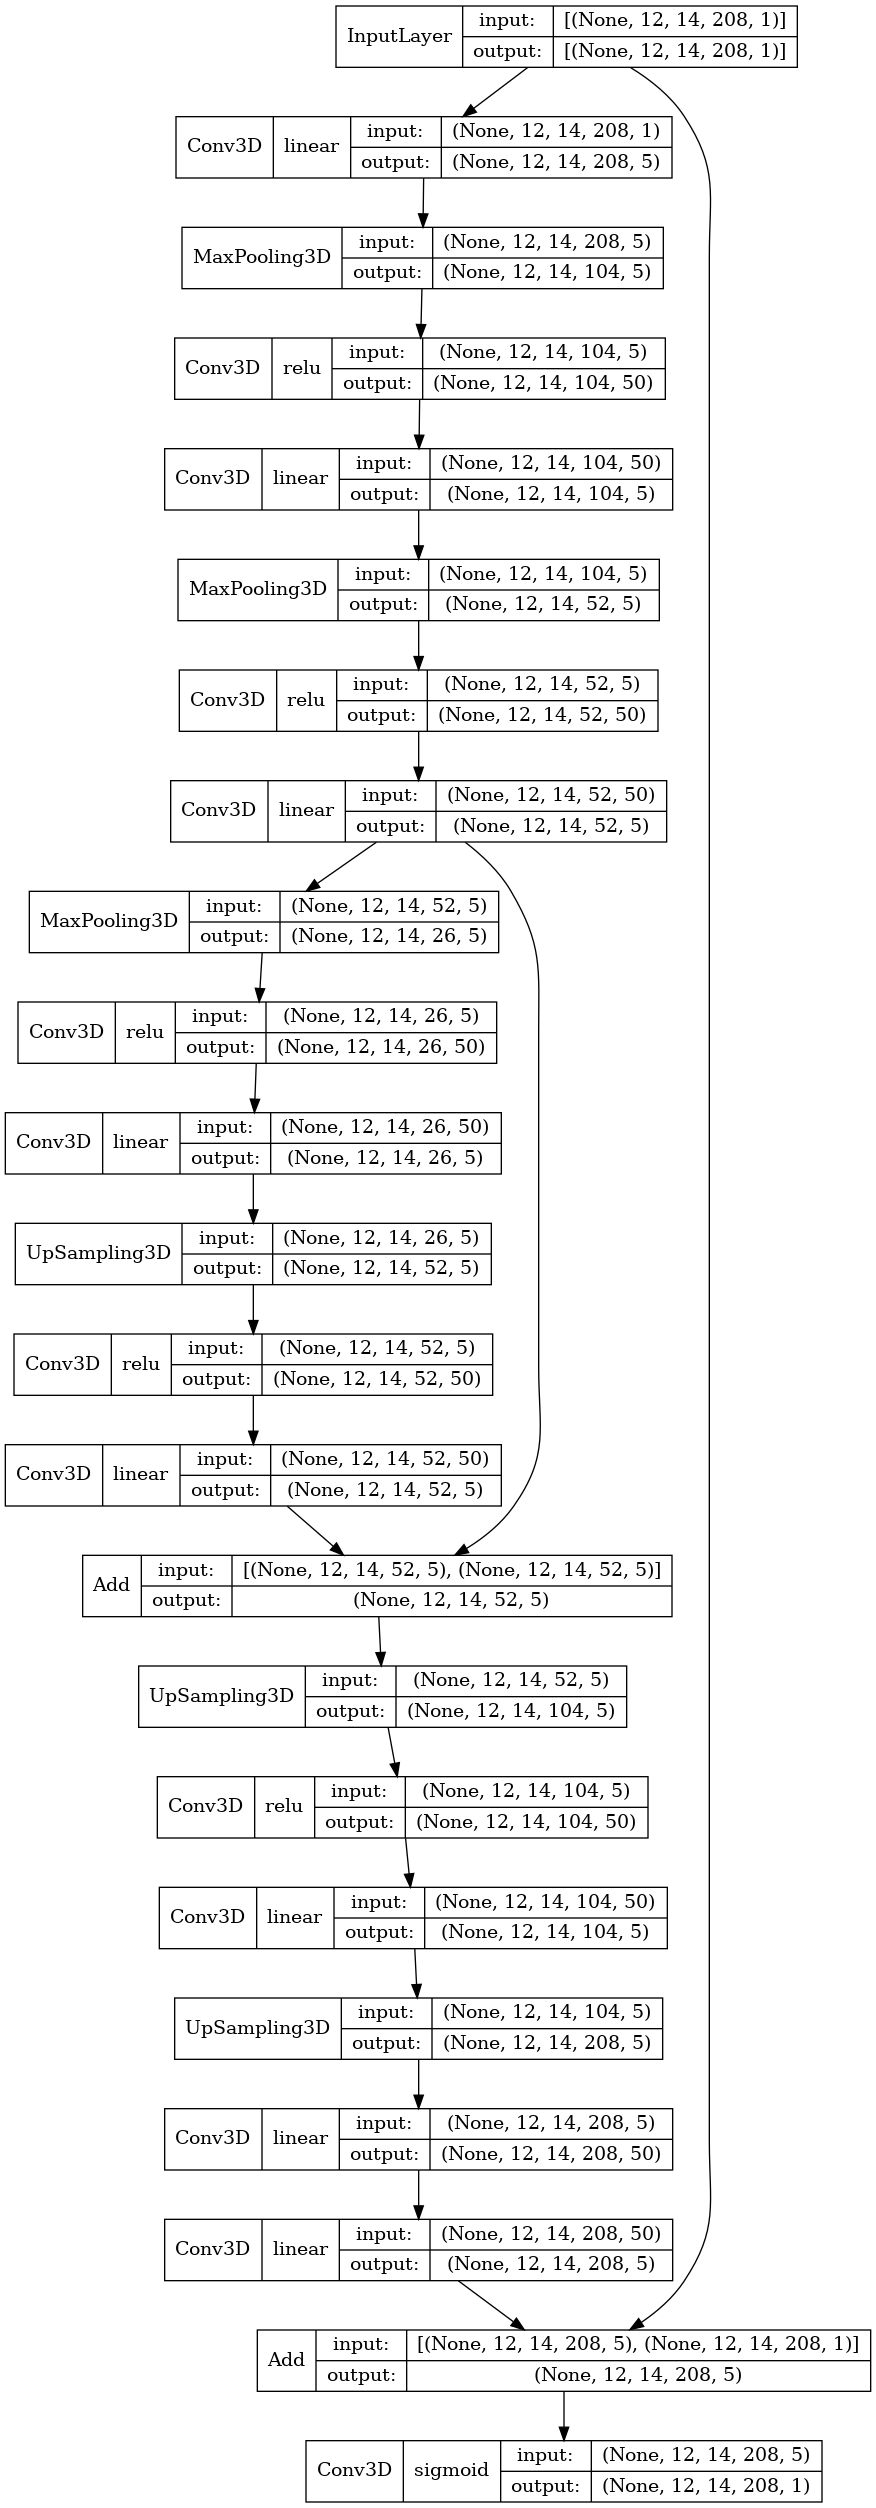 InputLayer input: [(None, 12, 14, 208, 1)]
output: [(None, 12, 14, 208, 1)]
Conv3D linear input: (None, 12, 14, 208, 1)
output: (None, 12, 14, 208, 5)
MaxPooling3D input: (None, 12, 14, 208, 5)
output: (None, 12, 14, 104, 5)
Conv3D relu input: (None, 12, 14, 104, 5)
output: (None, 12, 14, 104, 50)
Conv3D linear input: (None, 12, 14, 104, 50)
output: (None, 12, 14, 104, 5)
MaxPooling3D input: (None, 12, 14, 104, 5)
output: (None, 12, 14, 52, 5)
Conv3D relu input: (None, 12, 14, 52, 5)
output: (None, 12, 14, 52, 50)
Conv3D linear input: (None, 12, 14, 52, 50)
output: (None, 12, 14, 52, 5)
MaxPooling3D input: (None, 12, 14, 52, 5)
output: (None, 12, 14, 26, 5)
Conv3D relu input: (None, 12, 14, 26, 5)
output: (None, 12, 14, 26, 50)
Conv3D linear input: (None, 12, 14, 26, 50)
output: (None, 12, 14, 26, 5)
UpSampling3D input: (None, 12, 14, 26, 5)
output: (None, 12, 14, 52, 5)
Conv3D relu input: (None, 12, 14, 52, 5)
output: (None, 12, 14, 52, 50)
Conv3D linear input: (None, 12, 14, 52, 50)
output: (None, 12, 14, 52, 5)
Add input: [(None, 12, 14, 52, 5), (None, 12, 14, 52, 5)]
output: (None, 12, 14, 52, 5)
UpSampling3D input: (None, 12, 14, 52, 5)
output: (None, 12, 14, 104, 5)
Conv3D relu input: (None, 12, 14, 104, 5)
output: (None, 12, 14, 104, 50)
Conv3D linear input: (None, 12, 14, 104, 50)
output: (None, 12, 14, 104, 5)
UpSampling3D input: (None, 12, 14, 104, 5)
output: (None, 12, 14, 208, 5)
Conv3D linear input: (None, 12, 14, 208, 5)
output: (None, 12, 14, 208, 50)
Conv3D linear input: (None, 12, 14, 208, 50)
output: (None, 12, 14, 208, 5)
Add input: [(None, 12, 14, 208, 5), (None, 12, 14, 208, 1)]
output: (None, 12, 14, 208, 5)
Conv3D sigmoid input: (None, 12, 14, 208, 5)
output: (None, 12, 14, 208, 1)